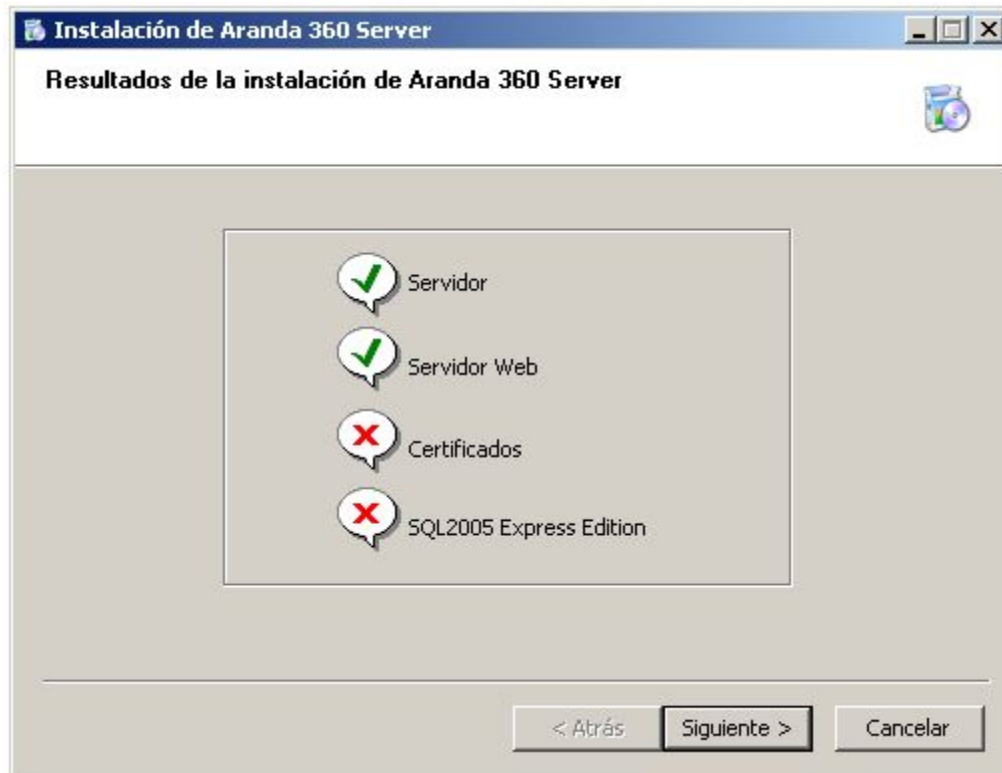 Instalación de Aranda 360 Server
Resultados de la instalación de Aranda 360 Server
Servidor
Servidor Web
Certificados
SQL2005 Express Edition
< Atrás Siguiente > Cancelar